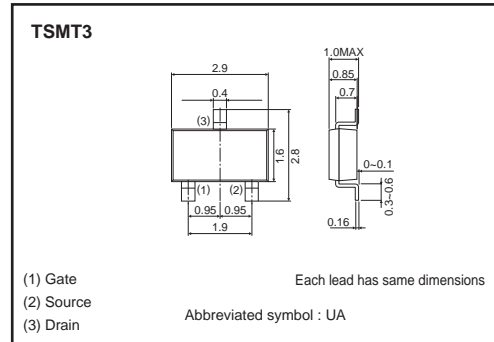 TSMT3
1.0MAX
2.9
0.85
0.4
0.7
(3)
1.6
2.8
0~0.1
(1)
(2)
0.3~0.6
0.95
0.95
0.16
1.9
(1) Gate
Each lead has same dimensions
(2) Source
Abbreviated symbol : UA
(3) Drain